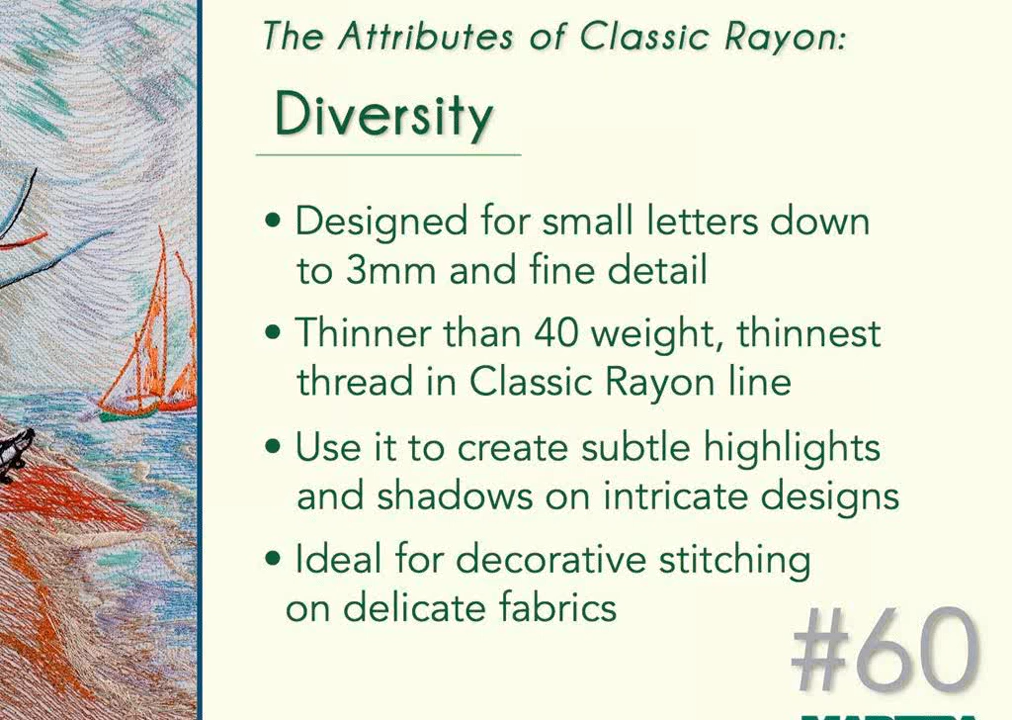 The Attributes of Classic Rayon:
Diversity
• Designed for small letters down
to 3mm and fine detail
• Thinner than 40 weight, thinnest
thread in Classic Rayon line
• Use it to create subtle highlights
and shadows on intricate designs
• Ideal for decorative stitching
on delicate fabrics
#60